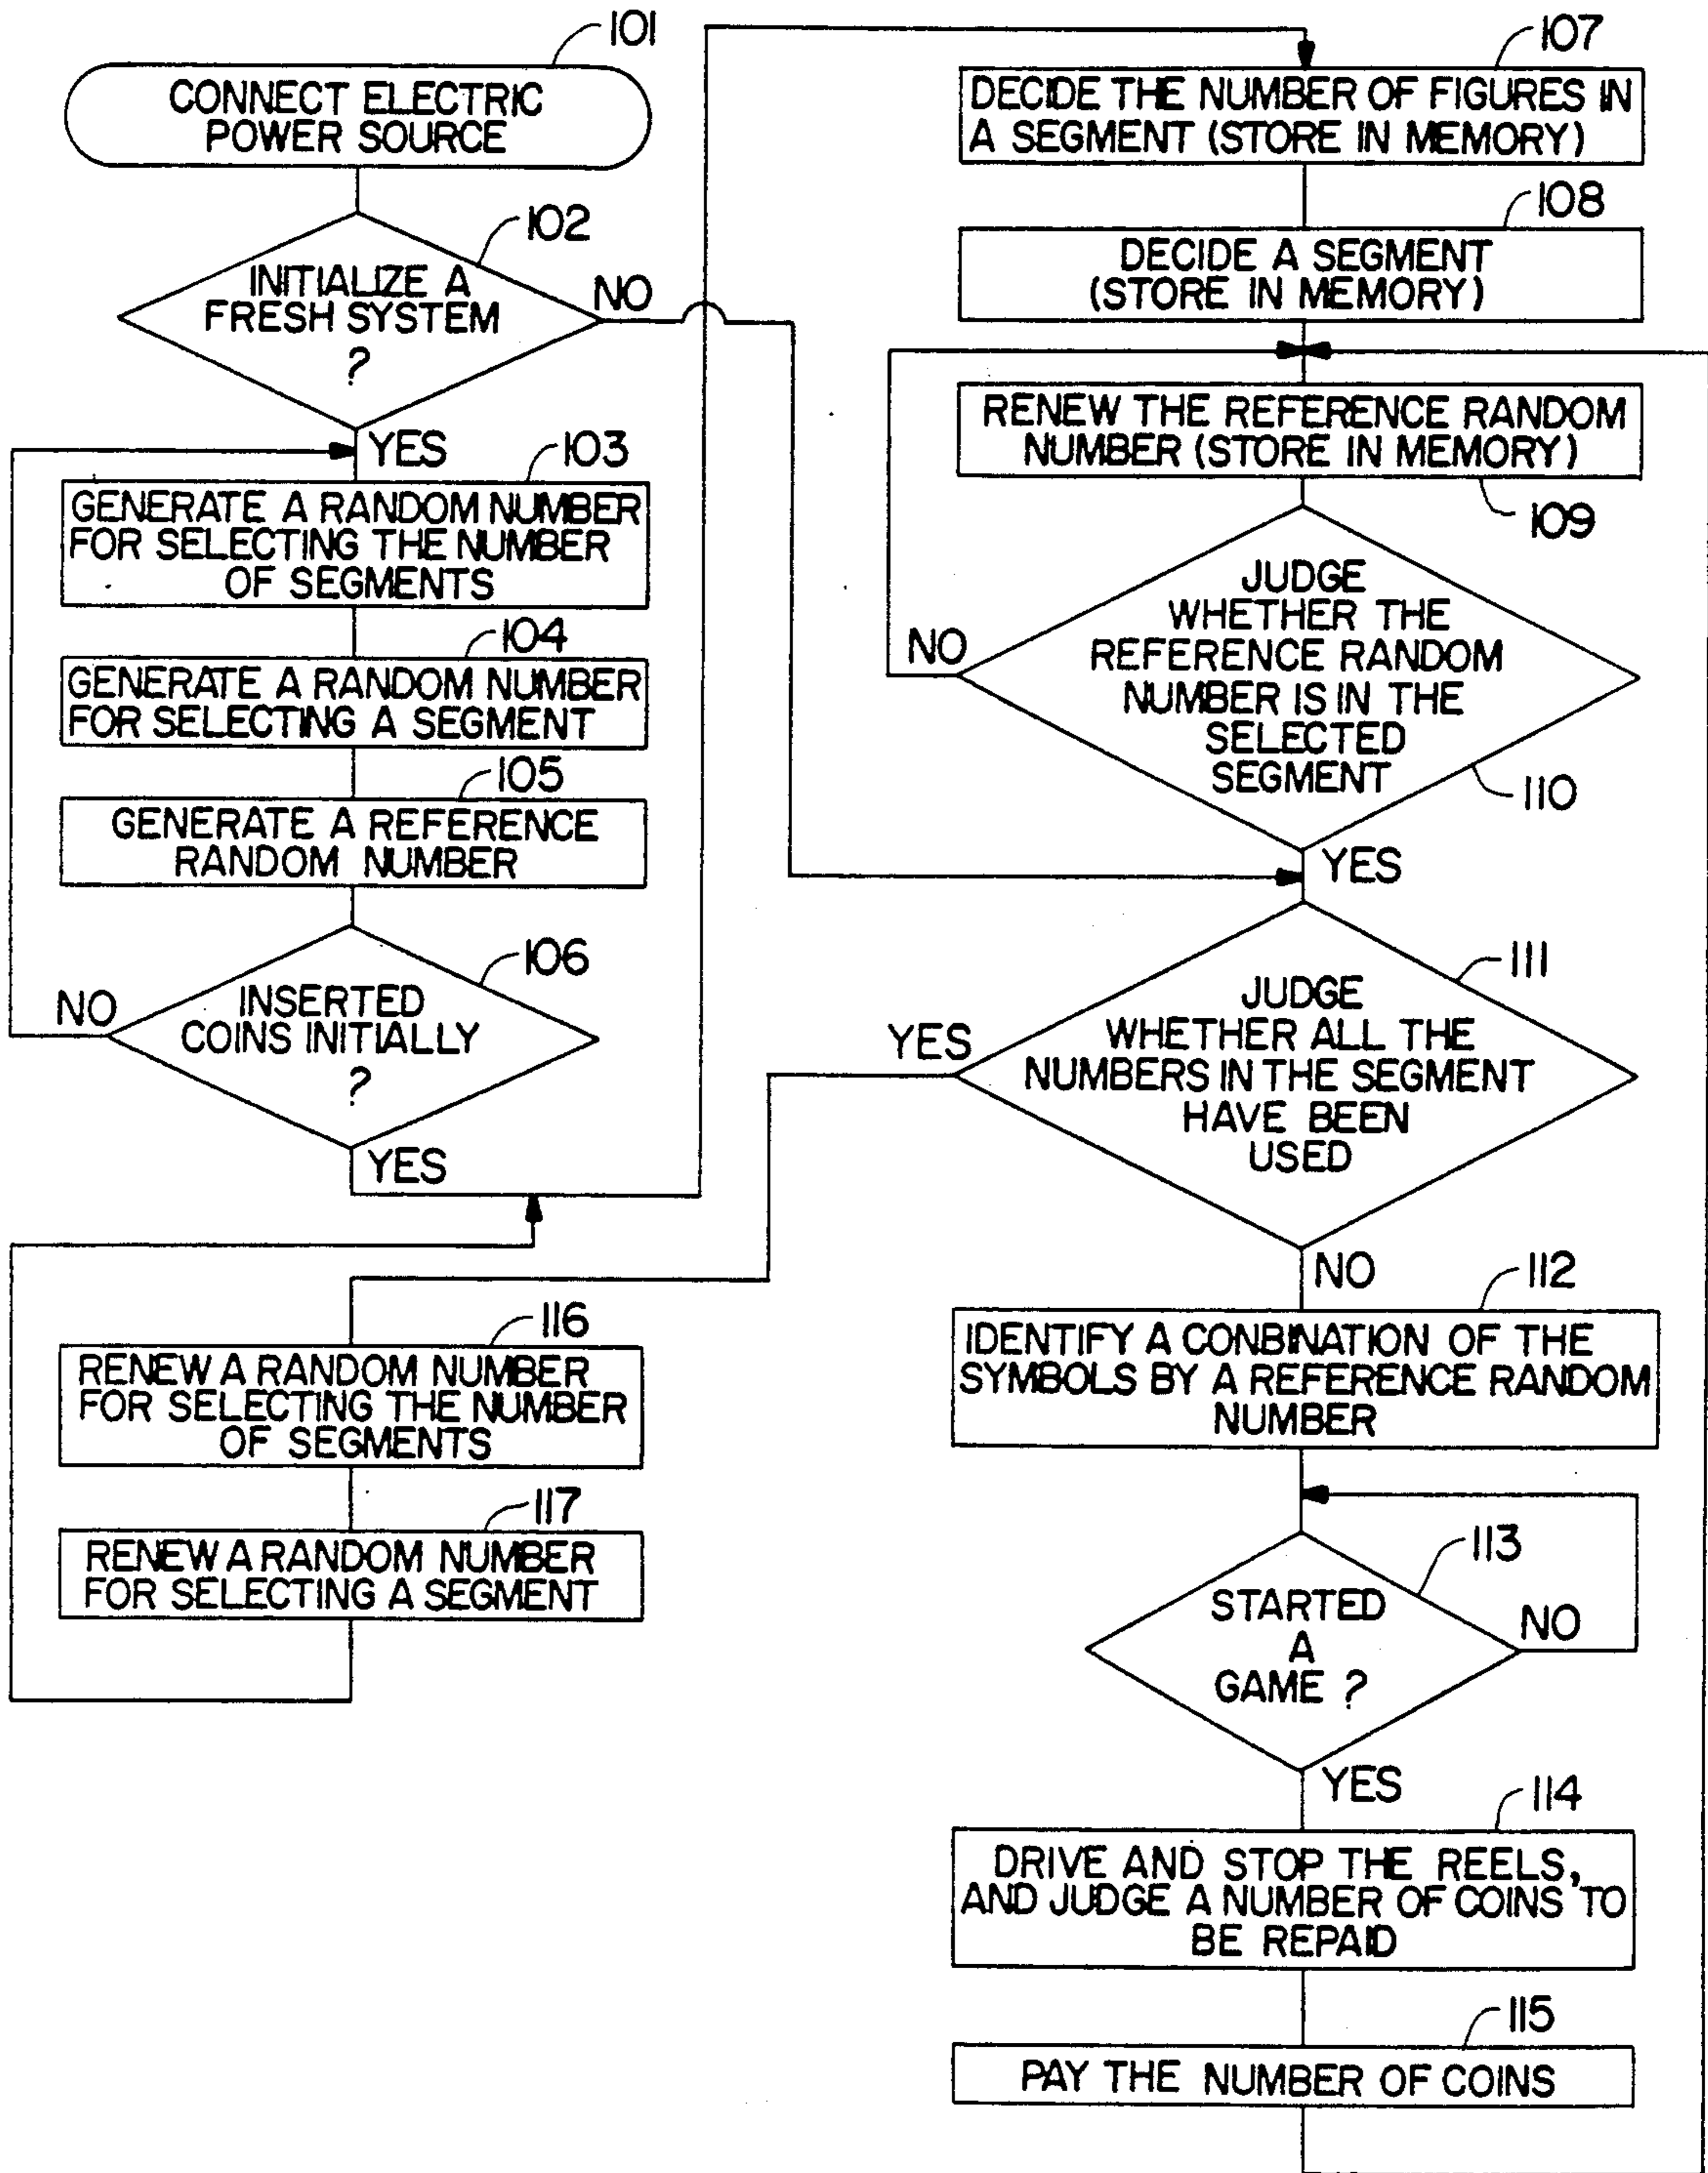 101
CONNECT ELECTRIC
POWER SOURCE
102
INITIALIZE A
FRESH SYSTEM
?
NO
YES
103
GENERATE A RANDOM NUMBER
FOR SELECTING THE NUMBER
OF SEGMENTS
104
GENERATE A RANDOM NUMBER
FOR SELECTING A SEGMENT
105
GENERATE A REFERENCE
RANDOM NUMBER
106
INSERTED
COINS INITIALLY
?
NO
YES
116
RENEW A RANDOM NUMBER
FOR SELECTING THE NUMBER
OF SEGMENTS
117
RENEW A RANDOM NUMBER
FOR SELECTING A SEGMENT
107
DECIDE THE NUMBER OF FIGURES IN
A SEGMENT (STORE IN MEMORY)
108
DECIDE A SEGMENT
(STORE IN MEMORY)
RENEW THE REFERENCE RANDOM
NUMBER (STORE IN MEMORY)
109
JUDGE
WHETHER THE
REFERENCE RANDOM
NUMBER IS IN THE
SELECTED
SEGMENT
NO
110
YES
111
JUDGE
WHETHER ALL THE
NUMBERS IN THE SEGMENT
HAVE BEEN
USED
YES
NO
112
IDENTIFY A CONBINATION OF THE
SYMBOLS BY A REFERENCE RANDOM
NUMBER
113
STARTED
A
GAME ?
NO
YES
114
DRIVE AND STOP THE REELS,
AND JUDGE A NUMBER OF COINS TO
BE REPAID
115
PAY THE NUMBER OF COINS